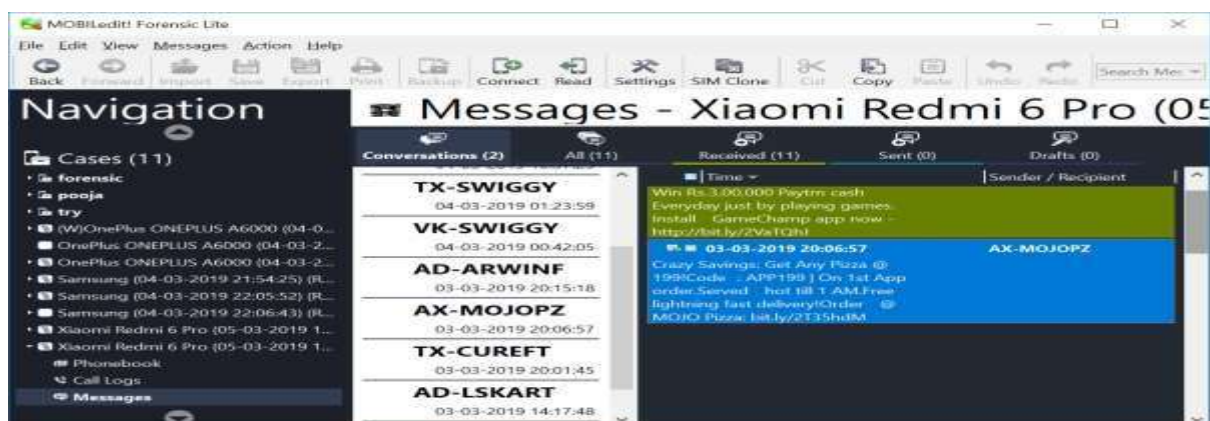 MOBILedit! Forensic Lite
File Edit View Messages Action Help
Back Forward Import Save Export Print Backup Connect Read Settings SIM Clone Cut Copy Paste Undo Redo Search Mes
Navigation
Messages - Xiaomi Redmi 6 Pro (05
Cases (11)
forensic
pooja
try
(W)OnePlus ONEPLUS A6000 (04-0...
OnePlus ONEPLUS A6000 (04-03-2...
OnePlus ONEPLUS A6000 (04-03-2...
Samsung (04-03-2019 21:54:25) (R...
Samsung (04-03-2019 22:05:52) (R...
Samsung (04-03-2019 22:06:43) (R...
Xiaomi Redmi 6 Pro (05-03-2019 1...
Xiaomi Redmi 6 Pro (05-03-2019 1...
Phonebook
Call Logs
Messages
Conversations (2) All (11) Received (11) Sent (0) Drafts (0)
TX-SWIGGY
04-03-2019 01:23:59
VK-SWIGGY
04-03-2019 00:42:05
AD-ARWINF
03-03-2019 20:15:18
AX-MOJOPZ
03-03-2019 20:06:57
TX-CUREFT
03-03-2019 20:01:45
AD-LSKART
03-03-2019 14:17:48
Time Sender / Recipient
Win Rs.3,00,000 Paytm cash
Everyday just by playing games.
Install GameChamp app now -
03-03-2019 20:06:57 AX-MOJOPZ
Crazy Savings: Get Any Pizza @
199!Code : APP199 | On 1st App
order.Served hot till 1 AM.Free
lightning fast delivery!Order @
MOJO Pizza: bit.ly/2T35hdM